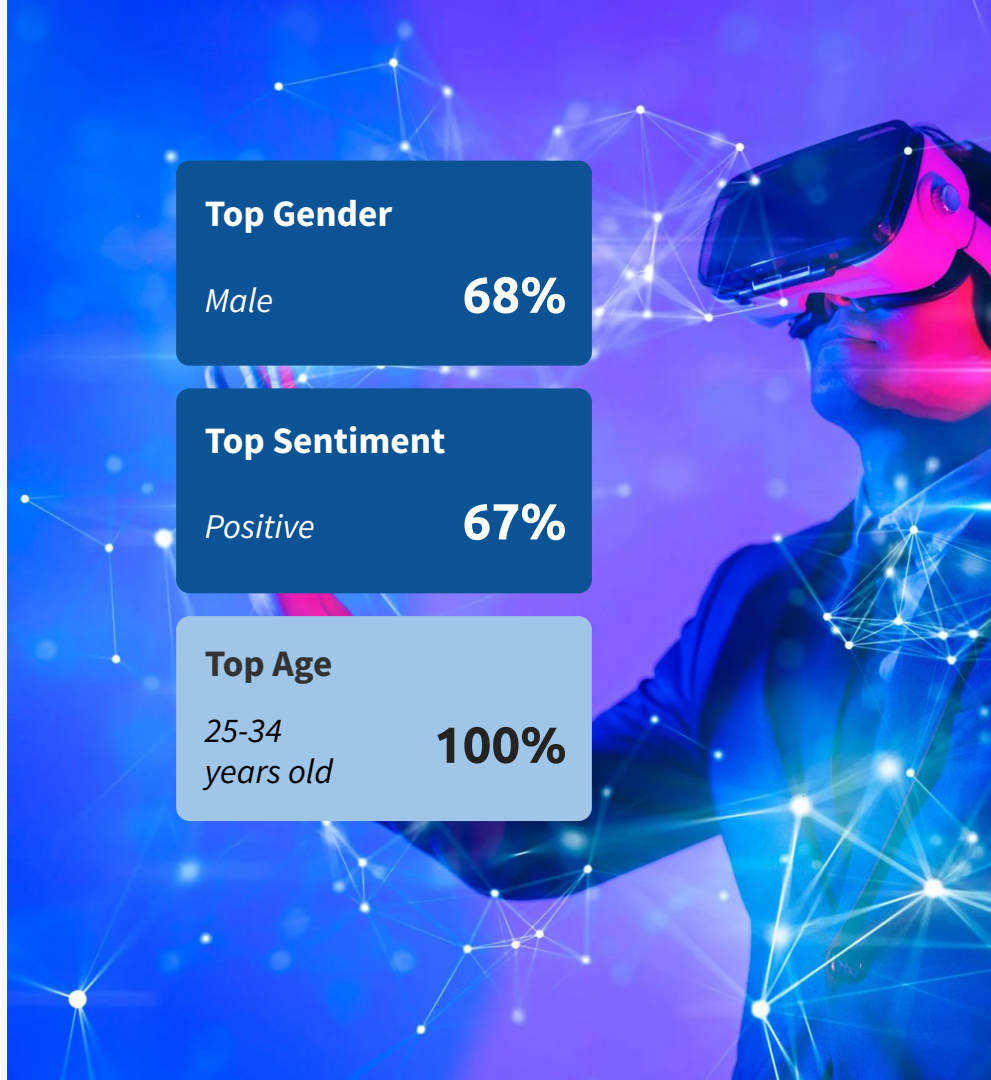 Top Gender
Male 68%
Top Sentiment
Positive 67%
Top Age
25-34
years old 100%